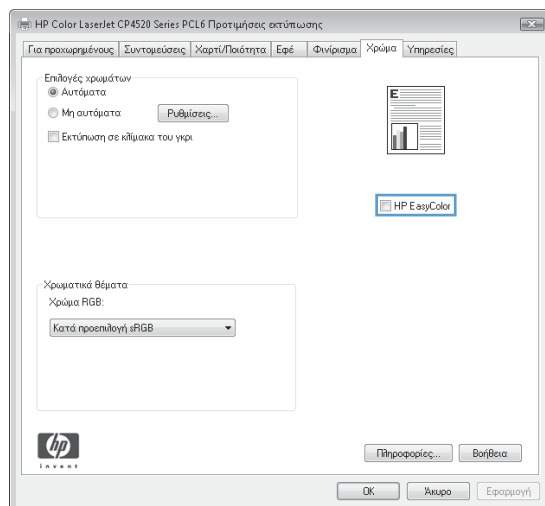 HP Color LaserJet CP4520 Series PCL6 Προτιμήσεις εκτύπωσης
Για προχωρημένους Συντομεύσεις Χαρτί/Ποιότητα Εφέ Φινίρισμα Χρώμα Υπηρεσίες
Επιλογές χρωμάτων
Αυτόματα
Μη αυτόματα Ρυθμίσεις...
Εκτύπωση σε κλίμακα του γκρι
E
HP EasyColor
Χρωματικά θέματα
Χρώμα RGB:
Κατά προεπιλογή sRGB
hp
invent
Πληροφορίες... Βοήθεια
OK Άκυρο Εφαρμογή